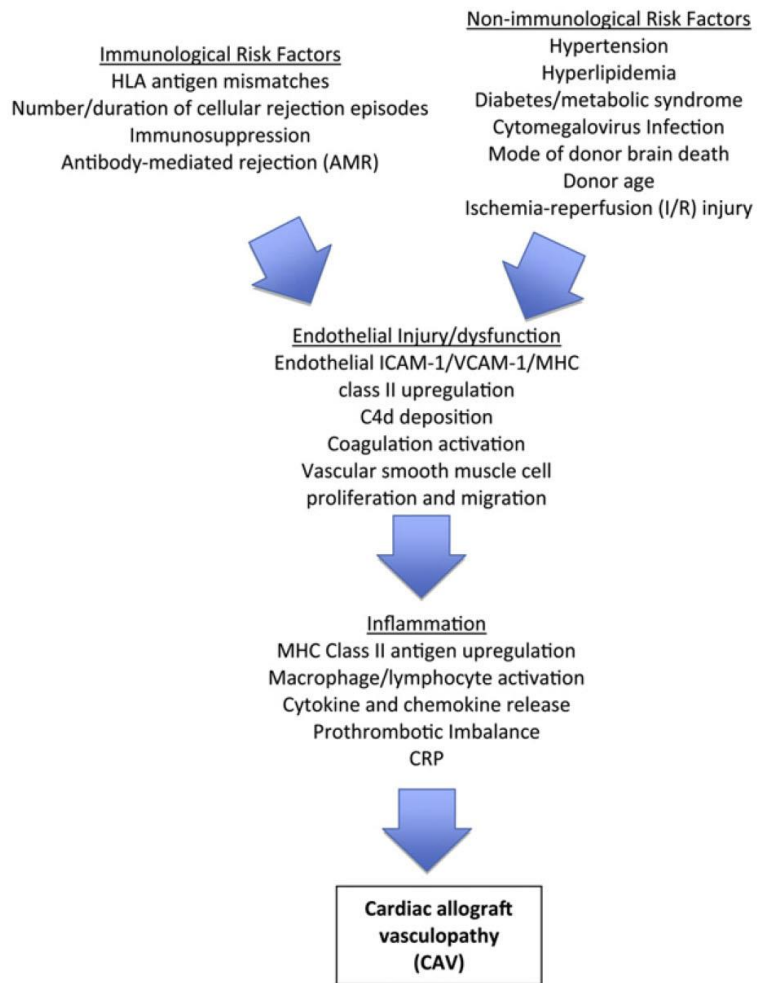 Immunological Risk Factors
HLA antigen mismatches
Number/duration of cellular rejection episodes
Immunosuppression
Antibody-mediated rejection (AMR)
Non-immunological Risk Factors
Hypertension
Hyperlipidemia
Diabetes/metabolic syndrome
Cytomegalovirus Infection
Mode of donor brain death
Donor age
Ischemia-reperfusion (I/R) injury
Endothelial Injury/dysfunction
Endothelial ICAM-1/VCAM-1/MHC
class II upregulation
C4d deposition
Coagulation activation
Vascular smooth muscle cell
proliferation and migration
Inflammation
MHC Class II antigen upregulation
Macrophage/lymphocyte activation
Cytokine and chemokine release
Prothrombotic Imbalance
CRP
Cardiac allograft
vasculopathy
(CAV)